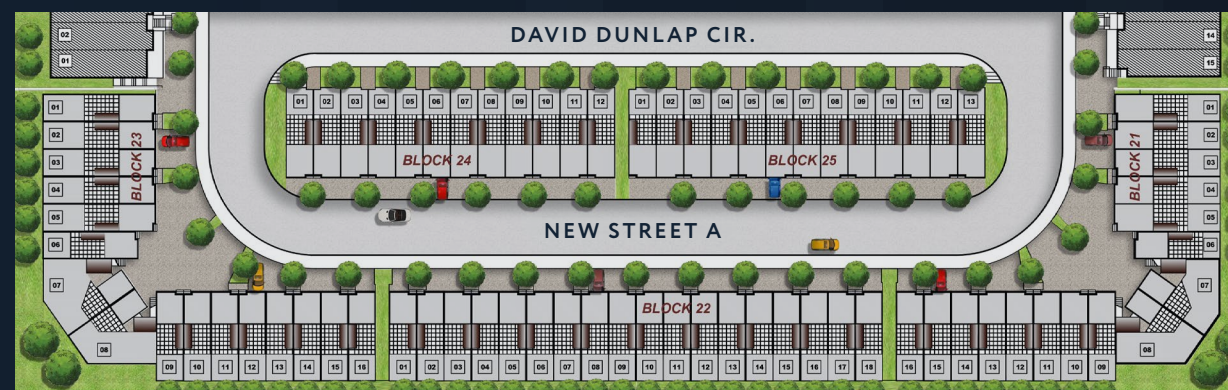 DAVID DUNLAP CIR.
02
01
14
15
01 02 03 04 05 06 07 08 09 10 11 12
01 02 03 04 05 06 07 08 09 10 11 12 13
BLOCK 24
BLOCK 25
01
02
03
04
05
06
07
08
BLOCK 23
01
02
03
04
05
06
07
08
BLOCK 21
NEW STREET A
BLOCK 22
09 10 11 12 13 14 15 16
01 02 03 04 05 06 07 08 09 10 11 12 13 14 15 16 17 18
16 15 14 13 12 11 10 09